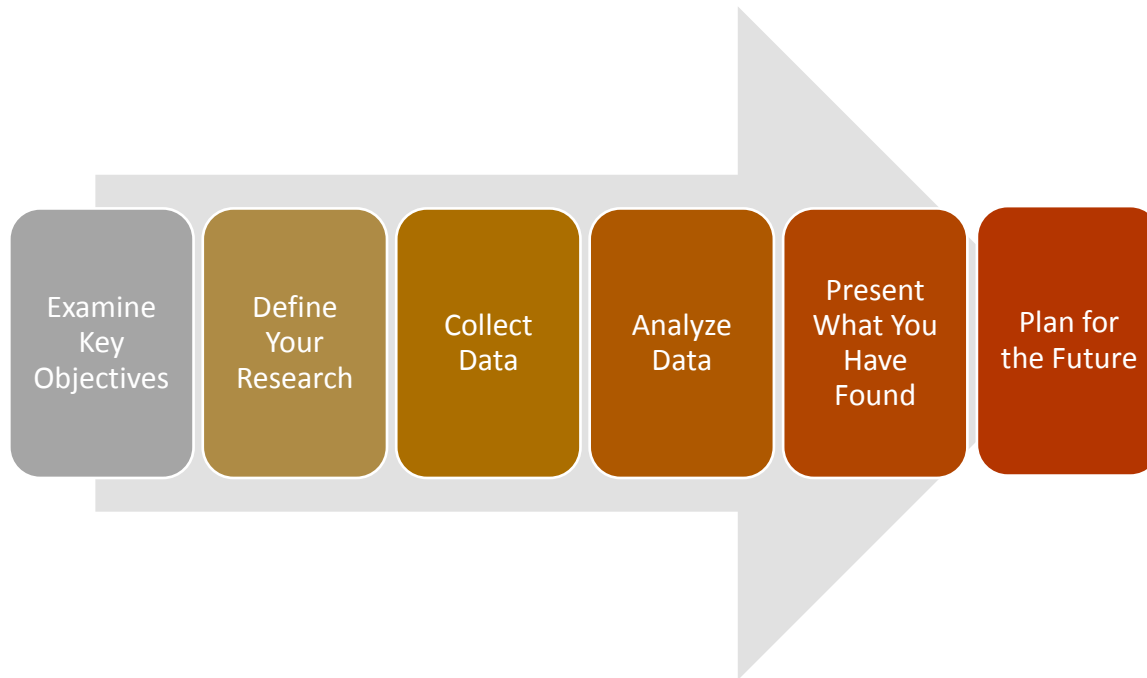 Examine
Key
Objectives
Define
Your
Research
Collect
Data
Analyze
Data
Present
What You
Have
Found
Plan for
the Future